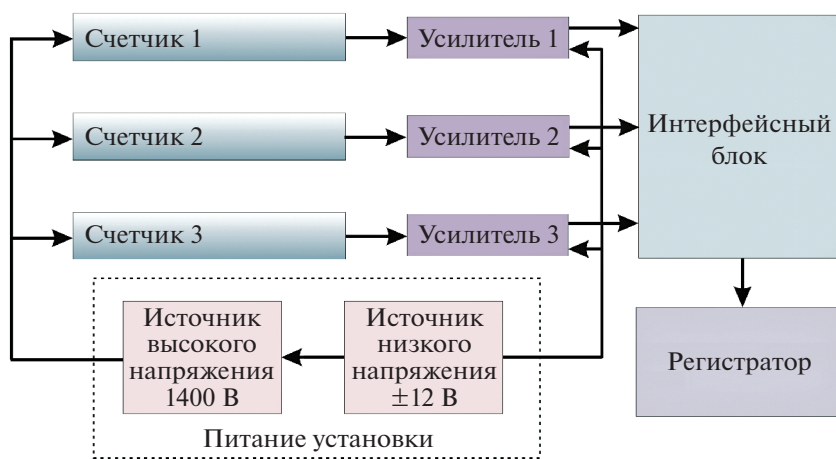 Счетчик 1
Усилитель 1
Счетчик 2
Усилитель 2
Интерфейсный
блок
Счетчик 3
Усилитель 3
Источник
высокого
напряжения
1400 В
Источник
низкого
напряжения
±12 В
Регистратор
Питание установки